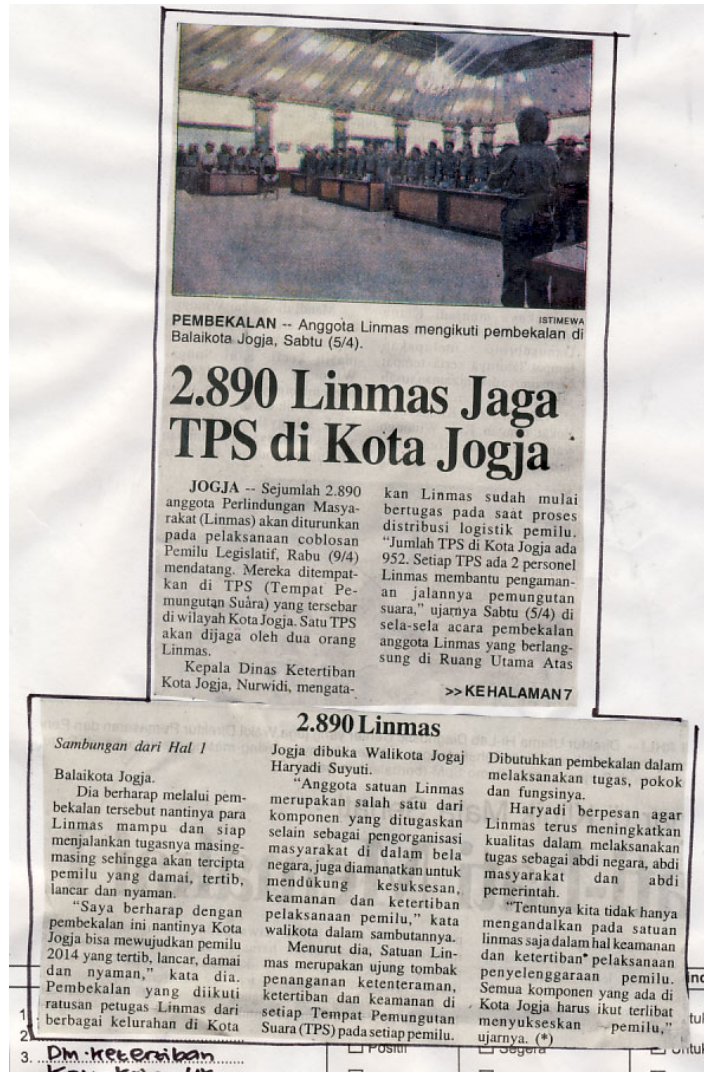 ISTIMEWA
PEMBEKALAN -- Anggota Linmas mengikuti pembekalan di
Balaikota Jogja, Sabtu (5/4).
2.890 Linmas Jaga
TPS di Kota Jogja
JOGJA -- Sejumlah 2.890
anggota Perlindungan Masya-
rakat (Linmas) akan diturunkan
pada pelaksanaan coblosan
Pemilu Legislatif, Rabu (9/4)
mendatang. Mereka ditempat-
kan di TPS (Tempat Pe-
mungutan Suara) yang tersebar
di wilayah Kota Jogja. Satu TPS
akan dijaga oleh dua orang
Linmas.
Kepala Dinas Ketertiban
Kota Jogja, Nurwidi, mengata-
kan Linmas sudah mulai
bertugas pada saat proses
distribusi logistik pemilu.
“Jumlah TPS di Kota Jogja ada
952. Setiap TPS ada 2 personel
Linmas membantu pengaman-
an jalannya pemungutan
suara,” ujarnya Sabtu (5/4) di
sela-sela acara pembekalan
anggota Linmas yang berlang-
sung di Ruang Utama Atas
>> KE HALAMAN 7
2.890 Linmas
Sambungan dari Hal 1
Balaikota Jogja.
Dia berharap melalui pem-
bekalan tersebut nantinya para
Linmas mampu dan siap
menjalankan tugasnya masing-
masing sehingga akan tercipta
pemilu yang damai, tertib,
lancar dan nyaman.
“Saya berharap dengan
pembekalan ini nantinya Kota
Jogja bisa mewujudkan pemilu
2014 yang tertib, lancar, damai
dan nyaman,” kata dia.
Pembekalan yang diikuti
ratusan petugas Linmas dari
berbagai kelurahan di Kota
Jogja dibuka Walikota Jogaj
Haryadi Suyuti.
“Anggota satuan Linmas
merupakan salah satu dari
komponen yang ditugaskan
selain sebagai pengorganisasi
masyarakat di dalam bela
negara, juga diamanatkan untuk
mendukung kesuksesan,
keamanan dan ketertiban
pelaksanaan pemilu,” kata
walikota dalam sambutannya.
Menurut dia, Satuan Lin-
mas merupakan ujung tombak
penanganan ketenteraman,
ketertiban dan keamanan di
setiap Tempat Pemungutan
Suara (TPS) pada setiap pemilu.
Dibutuhkan pembekalan dalam
melaksanakan tugas, pokok
dan fungsinya.
Haryadi berpesan agar
Linmas terus meningkatkan
kualitas dalam melaksanakan
tugas sebagai abdi negara, abdi
masyarakat dan abdi
pemerintah.
“Tentunya kita tidak hanya
mengandalkan pada satuan
linmas saja dalam hal keamanan
dan ketertiban pelaksanaan
penyelenggaraan pemilu.
Semua komponen yang ada di
Kota Jogja harus ikut terlibat
menyukseskan pemilu,”
ujarnya. (*)
1.
2.
3. Din. ketertiban
Positif
Segera